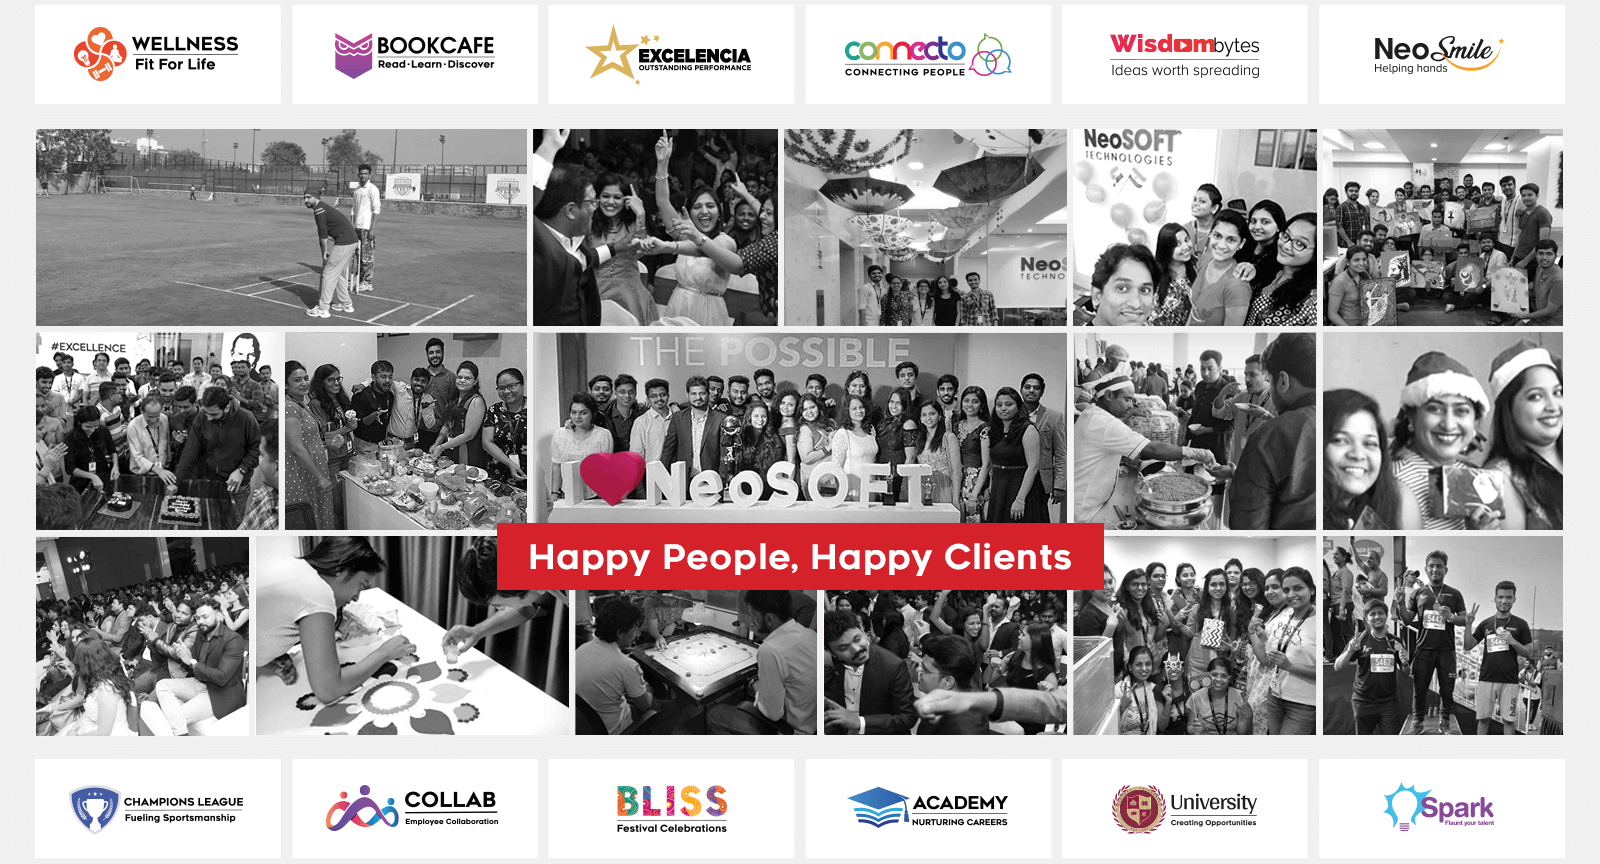 WELLNESS
Fit For Life
BOOKCAFE
Read·Learn·Discover
EXCELENCIA
OUTSTANDING PERFORMANCE
connecto
CONNECTING PEOPLE
Wisdombytes
Ideas worth spreading
NeoSmile
Helping hands
NeoSOFT
TECHNOLOGIES
Neo
TECHNO
#EXCELLENCE
THE POSSIBLE
I NeoSOFT
Happy People, Happy Clients
CHAMPIONS LEAGUE
Fueling Sportsmanship
COLLAB
Employee Collaboration
BLISS
Festival Celebrations
ACADEMY
NURTURING CAREERS
University
Creating Opportunities
Spark
Flaunt your talent